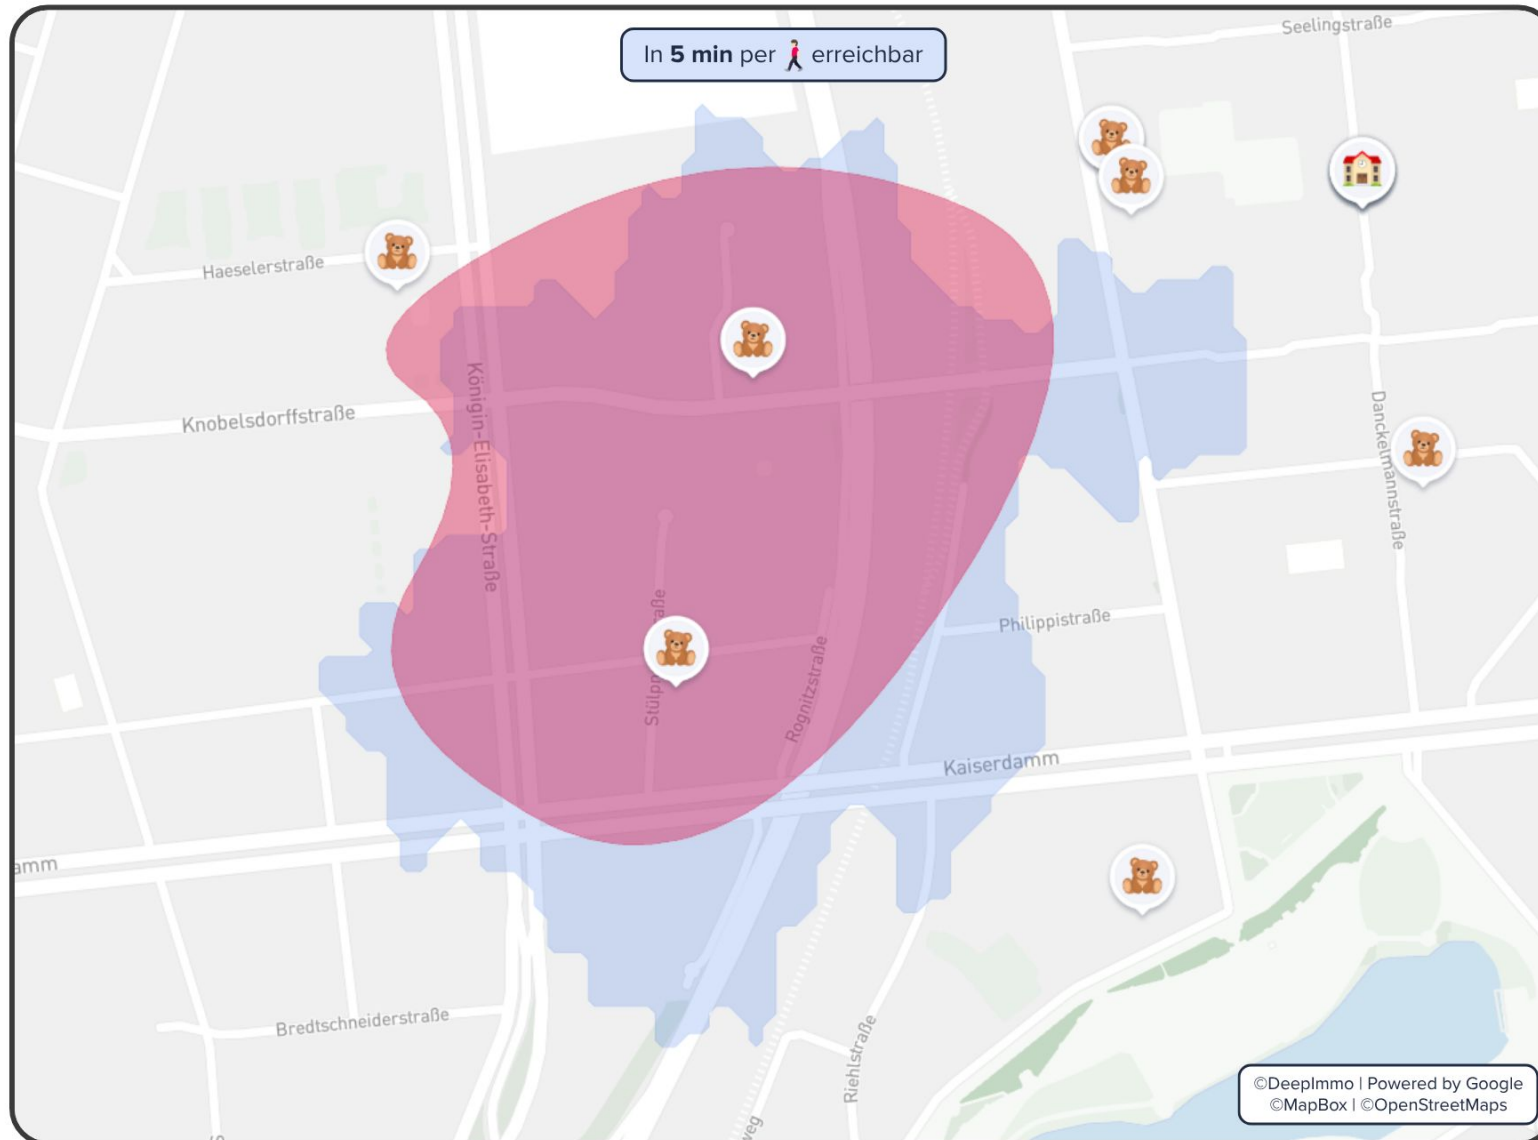 Seelingstraße
In 5 min per erreichbar
Haeselerstraße
Knobelsdorffstraße
Königin-Elisabeth-Straße
Danckelmannstraße
Philippistraße
Rognitzstraße
Kaiserdamm
amm
Bredtschneiderstraße
Riehlstraße
weg
©DeepImmo | Powered by Google
©MapBox | ©OpenStreetMaps